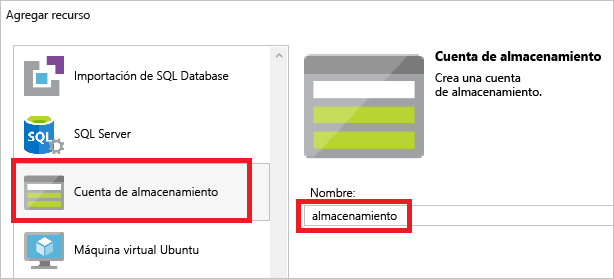 Agregar recurso
Importación de SQL Database
SQL
SQL Server
Cuenta de almacenamiento
Máquina virtual Ubuntu
Cuenta de almacenamiento
Crea una cuenta
de almacenamiento.
Nombre:
almacenamiento